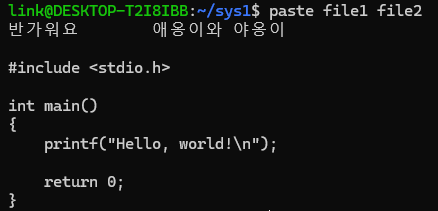 link@DESKTOP-T2I8IBB:~/sys1$ paste file1 file2
반가워요        애옹이와 야옹이

#include <stdio.h>

int main()
{
    printf("Hello, world!\n");

    return 0;
}